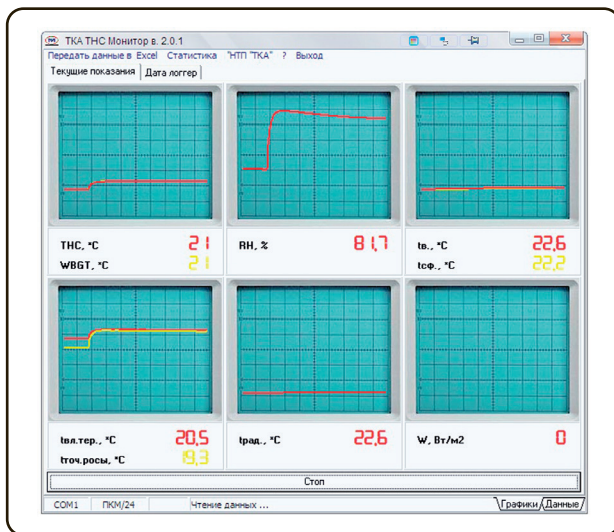 ТКА ТНС Монитор в. 2.0.1
Передать данные в Excel Статистика "НТП "ТКА" ? Выход
Текущие показания Дата логгер
ТНС, °C 21 RH, % 81,7 tв., °C 22,6
WBGT, °C 21 tсф., °C 22,2
tвл.тер., °C 20,5 tрад., °C 22,6 W, Вт/м2 0
tточ.росы, °C 19,3
Стоп
COM1 ПКМ/24 Чтение данных ... Графики Данные